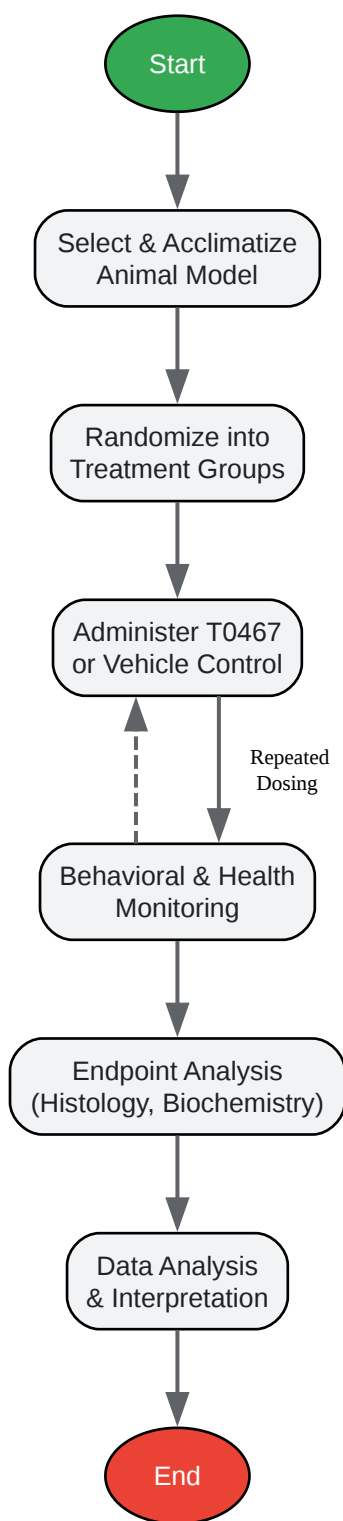 Start
Select & Acclimatize
Animal Model
Randomize into
Treatment Groups
Administer T0467
or Vehicle Control
Repeated
Dosing
Behavioral & Health
Monitoring
Endpoint Analysis
(Histology, Biochemistry)
Data Analysis
& Interpretation
End